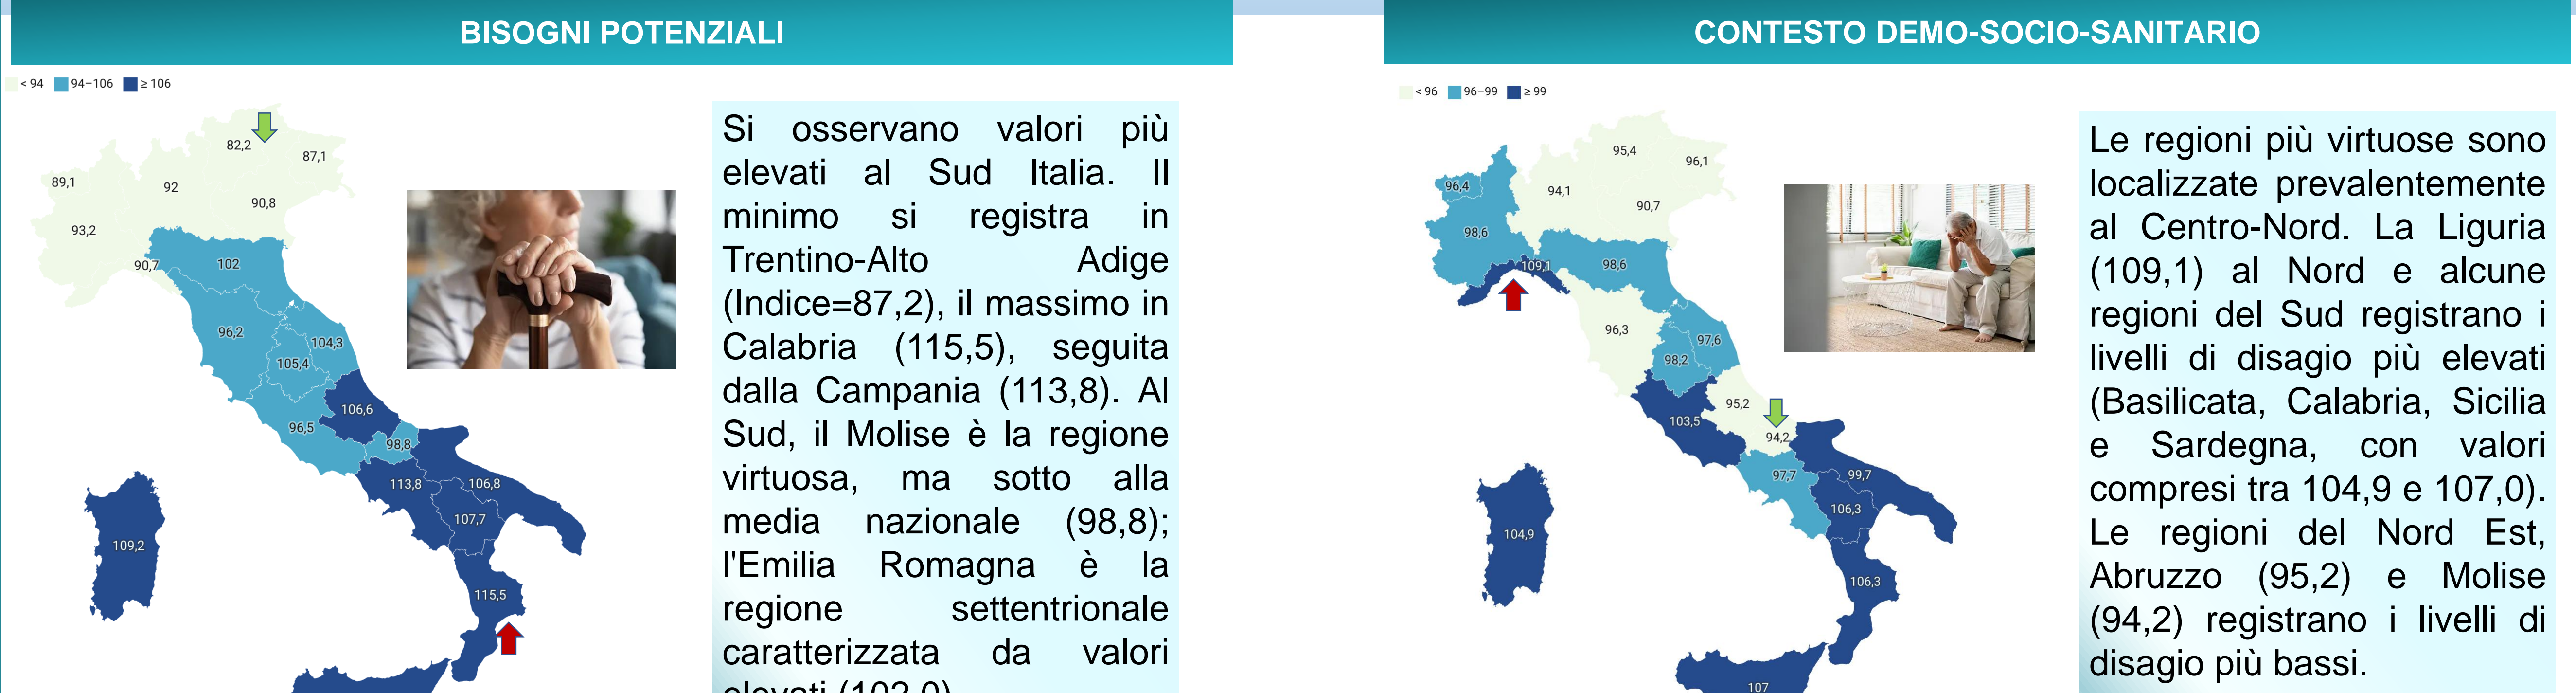 BISOGNI POTENZIALI
< 94 94–106 ≥ 106
82,2
87,1
89,1
92
90,8
93,2
90,7
102
96,2
104,3
105,4
106,6
96,5
98,8
113,8
106,8
107,7
109,2
115,5
Si osservano valori più
elevati al Sud Italia. Il
minimo si registra in
Trentino-Alto Adige
(Indice=87,2), il massimo in
Calabria (115,5), seguita
dalla Campania (113,8). Al
Sud, il Molise è la regione
virtuosa, ma sotto alla
media nazionale (98,8);
l'Emilia Romagna è la
regione settentrionale
caratterizzata da valori
elevati (102,0)
CONTESTO DEMO-SOCIO-SANITARIO
< 96 96–99 ≥ 99
95,4
96,1
96,4
94,1
90,7
98,6
109,1
98,6
96,3
97,6
98,2
95,2
103,5
94,2
97,7
99,7
106,3
104,9
106,3
107
Le regioni più virtuose sono
localizzate prevalentemente
al Centro-Nord. La Liguria
(109,1) al Nord e alcune
regioni del Sud registrano i
livelli di disagio più elevati
(Basilicata, Calabria, Sicilia
e Sardegna, con valori
compresi tra 104,9 e 107,0).
Le regioni del Nord Est,
Abruzzo (95,2) e Molise
(94,2) registrano i livelli di
disagio più bassi.